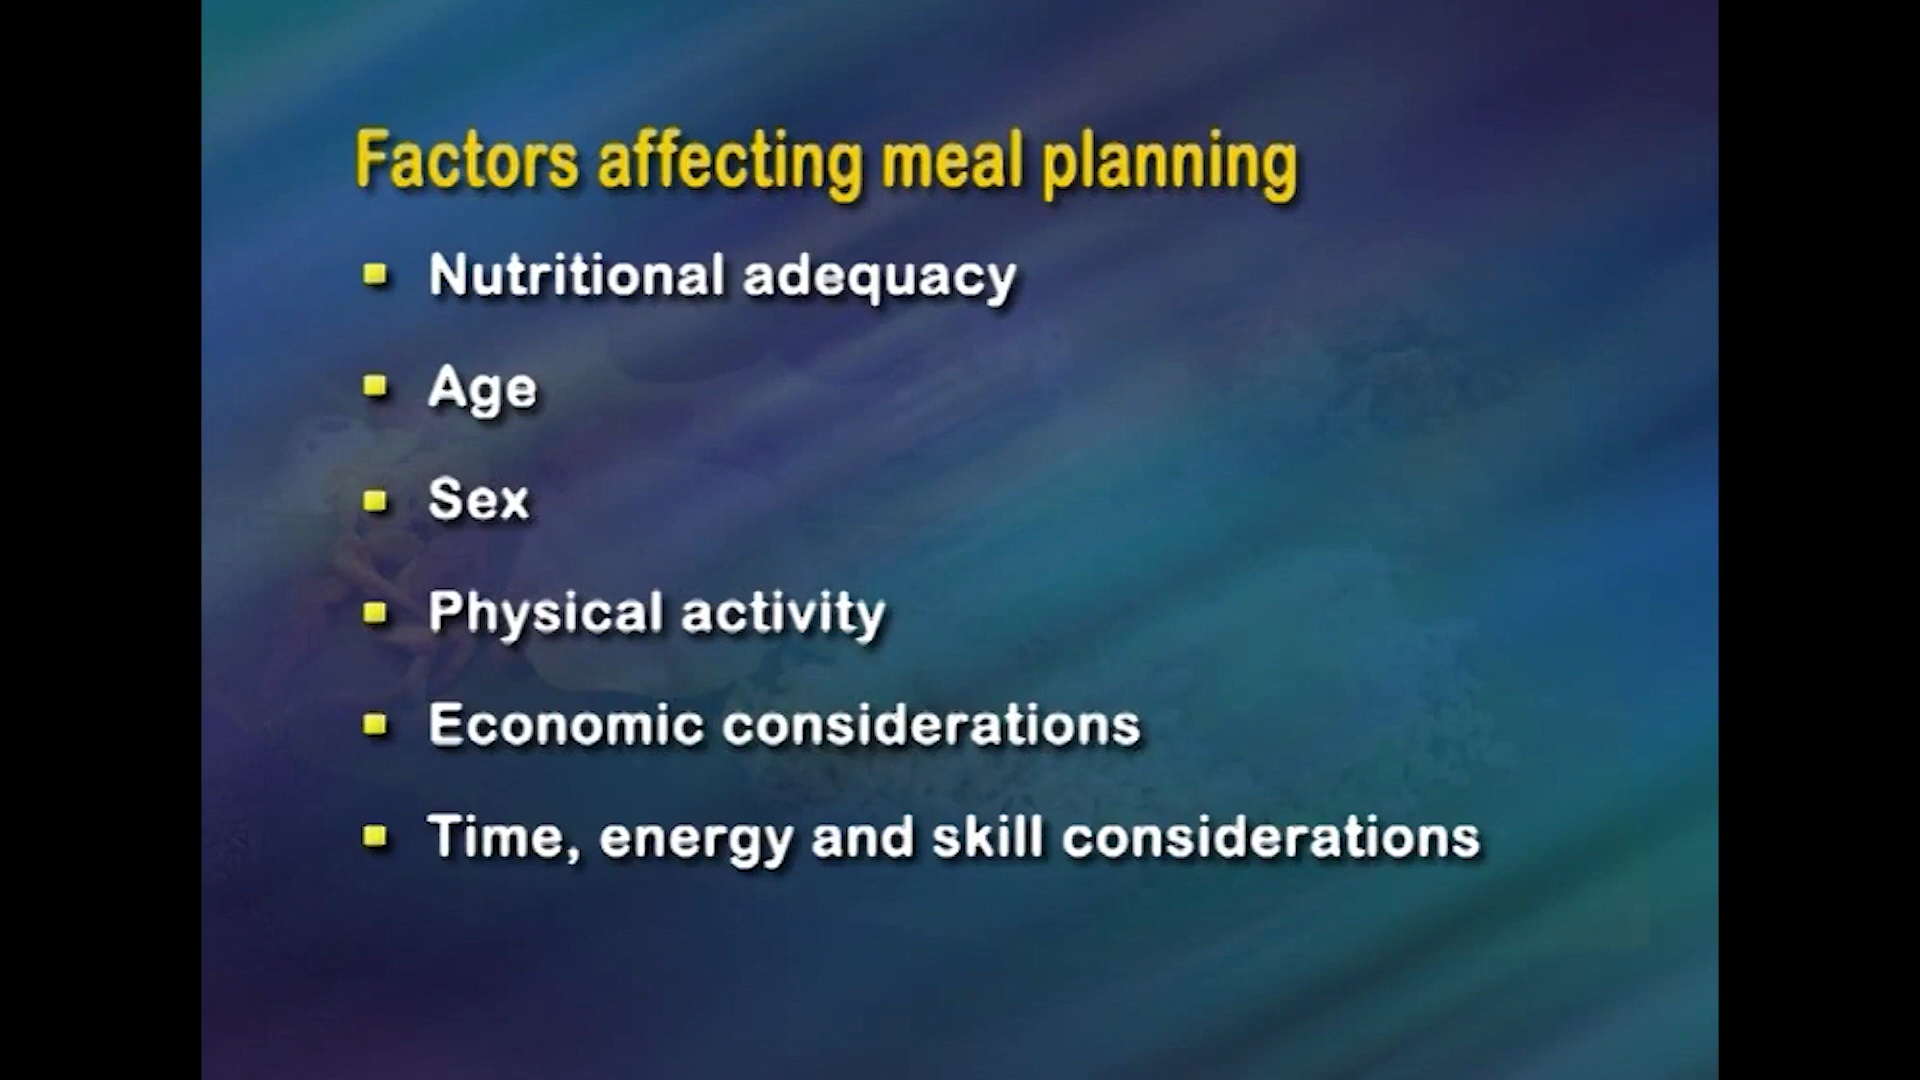 Factors affecting meal planning
Nutritional adequacy
Age
Sex
Physical activity
Economic considerations
Time, energy and skill considerations